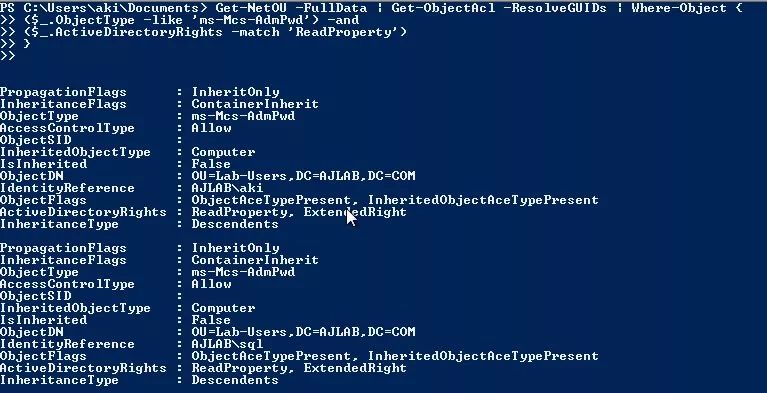 PS C:\Users\aki\Documents> Get-NetOU -FullData | Get-ObjectAcl -ResolveGUIDs | Where-Object {
>> ($_.ObjectType -like 'ms-Mcs-AdmPwd') -and
>> ($_.ActiveDirectoryRights -match 'ReadProperty')
>> }
>>
PropagationFlags : InheritOnly
InheritanceFlags : ContainerInherit
ObjectType : ms-Mcs-AdmPwd
AccessControlType : Allow
ObjectSID :
InheritedObjectType : Computer
IsInherited : False
ObjectDN : OU=Lab-Users,DC=AJLAB,DC=COM
IdentityReference : AJLAB\aki
ObjectFlags : ObjectAceTypePresent, InheritedObjectAceTypePresent
ActiveDirectoryRights : ReadProperty, ExtendedRight
InheritanceType : Descendents
PropagationFlags : InheritOnly
InheritanceFlags : ContainerInherit
ObjectType : ms-Mcs-AdmPwd
AccessControlType : Allow
ObjectSID :
InheritedObjectType : Computer
IsInherited : False
ObjectDN : OU=Lab-Users,DC=AJLAB,DC=COM
IdentityReference : AJLAB\sql
ObjectFlags : ObjectAceTypePresent, InheritedObjectAceTypePresent
ActiveDirectoryRights : ReadProperty, ExtendedRight
InheritanceType : Descendents